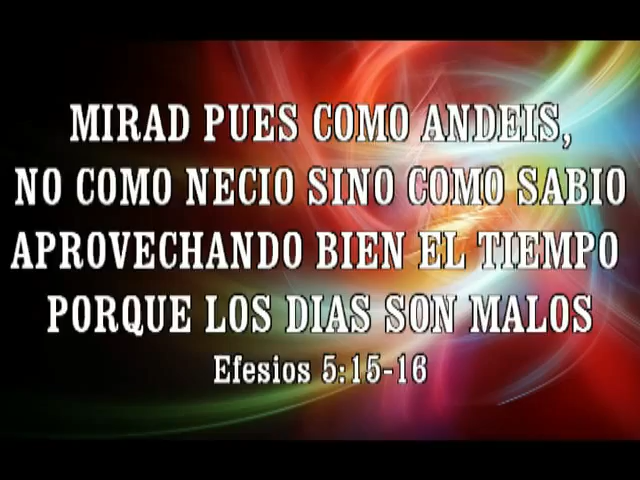 MIRAD PUES COMO ANDEIS,
NO COMO NECIO SINO COMO SABIO
APROVECHANDO BIEN EL TIEMPO
PORQUE LOS DIAS SON MALOS
Efesios 5:15-16